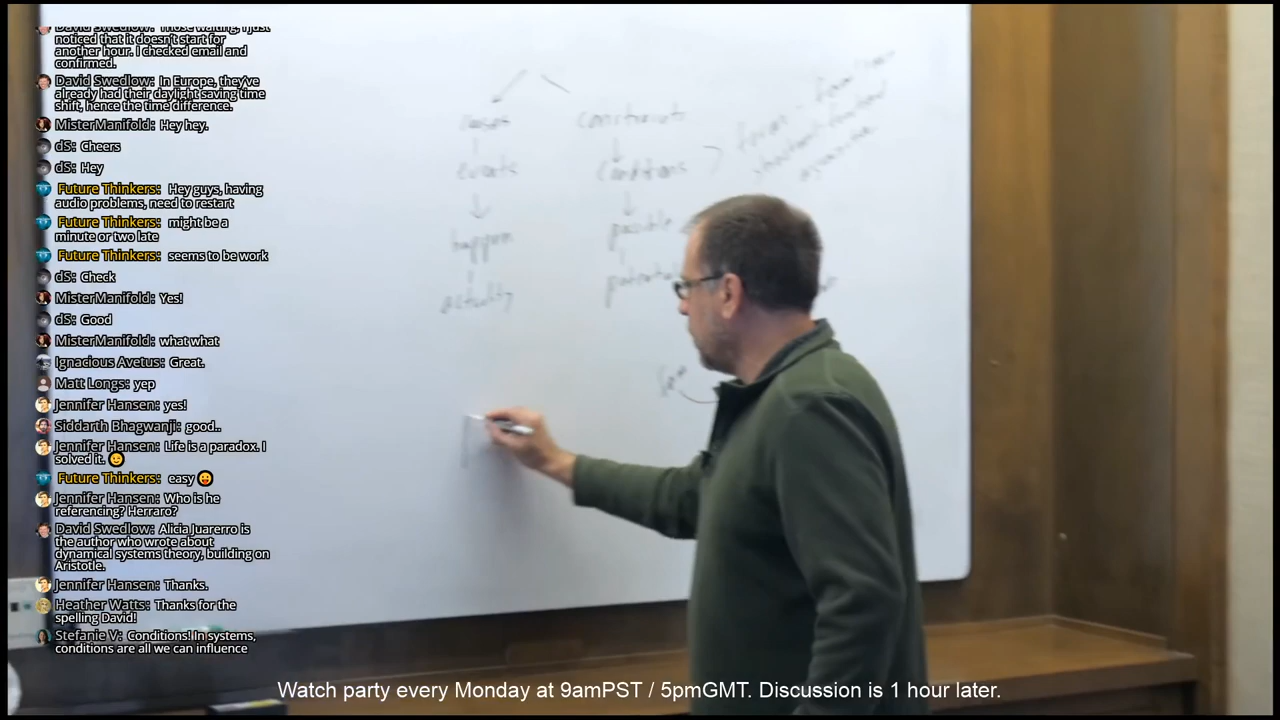 David Swedlow: Those waiting, I just
noticed that it doesn't start for
another hour. I checked email and
confirmed.
David Swedlow: In Europe, they've
already had their daylight saving time
shift, hence the time difference.
MisterManifold: Hey hey.
dS: Cheers
dS: Hey
Future Thinkers: Hey guys, having
audio problems, need to restart
Future Thinkers: might be a
minute or two late
Future Thinkers: seems to be work
dS: Check
MisterManifold: Yes!
dS: Good
MisterManifold: what what
Ignacious Avetus: Great.
Matt Longs: yep
Jennifer Hansen: yes!
Siddarth Bhagwanji: good..
Jennifer Hansen: Life is a paradox. I
solved it. 😉
Future Thinkers: easy 😛
Jennifer Hansen: Who is he
referencing? Herraro?
David Swedlow: Alicia Juarerro is
the author who wrote about
dynamical systems theory, building on
Aristotle.
Jennifer Hansen: Thanks.
Heather Watts: Thanks for the
spelling David!
Stefanie V: Conditions! In systems,
conditions are all we can influence
causes
constraints
events
conditions
happen
possible
actuality
Watch party every Monday at 9amPST / 5pmGMT. Discussion is 1 hour later.